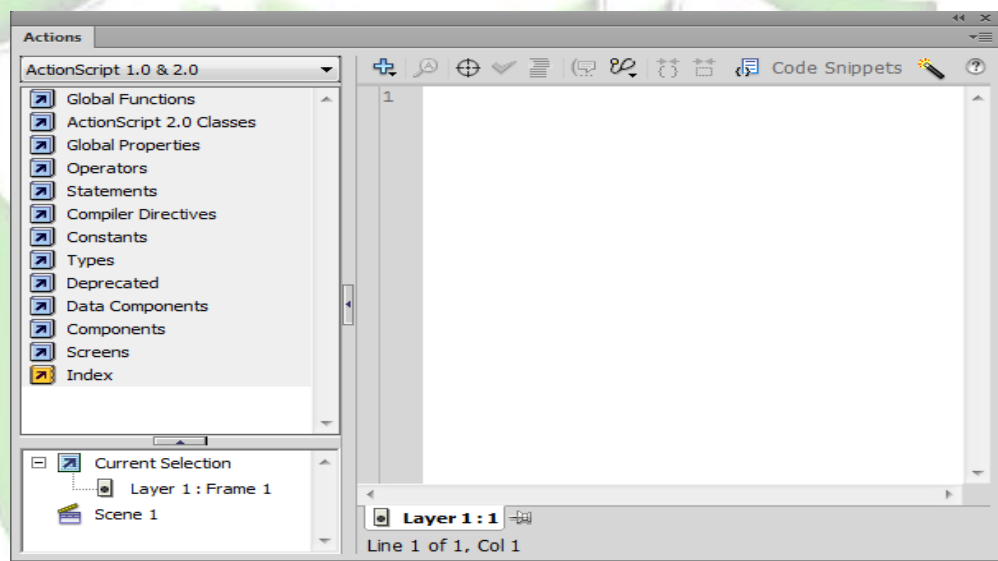 Actions
ActionScript 1.0 & 2.0
Global Functions
ActionScript 2.0 Classes
Global Properties
Operators
Statements
Compiler Directives
Constants
Types
Deprecated
Data Components
Components
Screens
Index
Current Selection
Layer 1 : Frame 1
Scene 1
Code Snippets
1
Layer 1 : 1
Line 1 of 1, Col 1